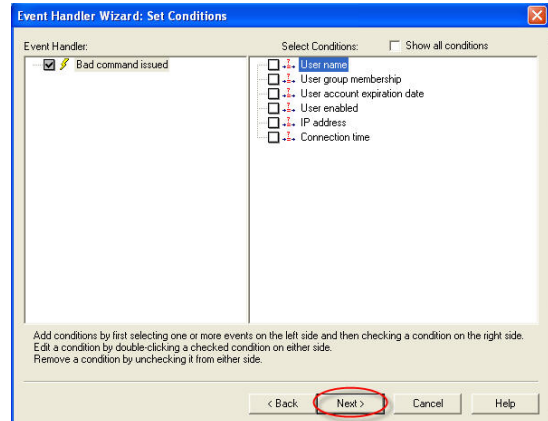 Event Handler Wizard: Set Conditions
Event Handler:
Select Conditions:
Show all conditions
Bad command issued
User name
User group membership
User account expiration date
User enabled
IP address
Connection time
Add conditions by first selecting one or more events on the left side and then checking a condition on the right side.
Edit a condition by double-clicking a checked condition on either side.
Remove a condition by unchecking it from either side.
< Back
Next >
Cancel
Help